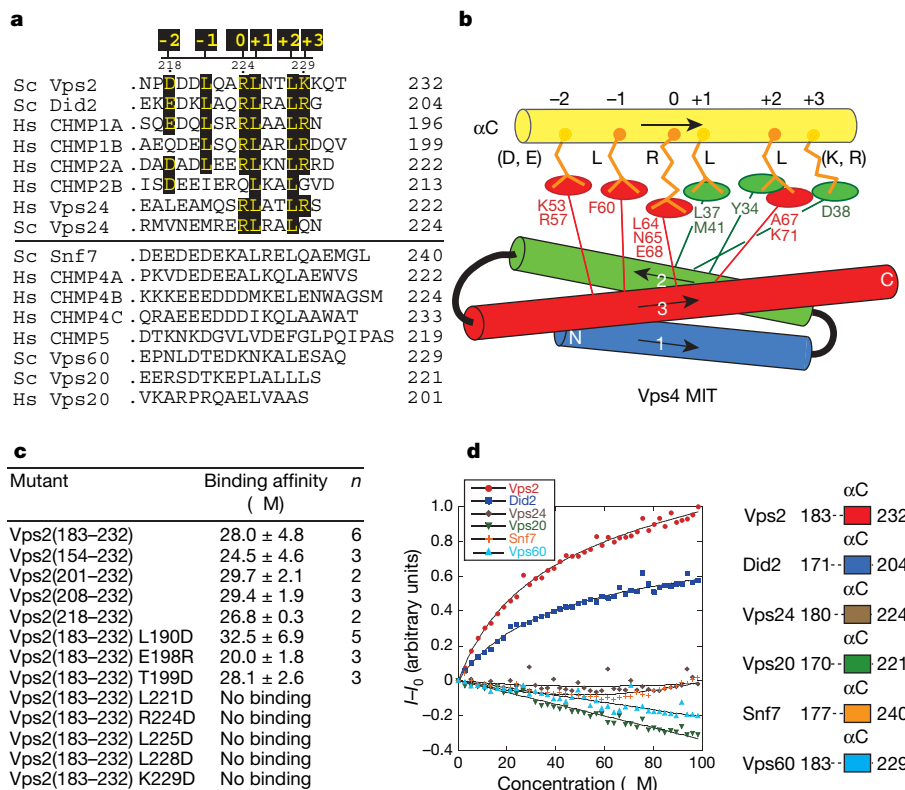 a
-2 -1 0 +1 +2 +3
218 224 229
Sc Vps2 .NPDDDLQARLNTLKKQT 232
Sc Did2 .EKEDKLAQRLRALRG 204
Hs CHMP1A .SQEDQLSRRLAALRN 196
Hs CHMP1B .AEQDELSQRLARLRDQV 199
Hs CHMP2A .DADADLEERLKNLRRD 222
Hs CHMP2B .ISDEEIERQLKALGVD 213
Hs Vps24 .EALEAMQSRLATLRS 222
Sc Vps24 .RMVNEMRERLRALQN 224
Sc Snf7 .DEEDEDEKALRELQAEMGL 240
Hs CHMP4A .PKVDEDEEALKQLAEWVS 222
Hs CHMP4B .KKKEEEDDDMKELENWAGSM 224
Hs CHMP4C .QRAEEEDDDIKQLAAWAT 233
Hs CHMP5 .DTKNKDGVLVDEFGLPQIPAS 219
Sc Vps60 .EPNLDTEDKNKALESAQ 229
Sc Vps20 .EERSDTKEPLALLLS 221
Hs Vps20 .VKARPRQAELVAAS 201
b
−2 −1 0 +1 +2 +3
αC
(D, E) L R L L (K, R)
K53
R57
F60
L64
N65
E68
L37
M41
Y34
A67
K71
D38
2
C
3
N
1
Vps4 MIT
c
Mutant Binding affinity n
( M)
Vps2(183–232) 28.0 ± 4.8 6
Vps2(154–232) 24.5 ± 4.6 3
Vps2(201–232) 29.7 ± 2.1 2
Vps2(208–232) 29.4 ± 1.9 3
Vps2(218–232) 26.8 ± 0.3 2
Vps2(183–232) L190D 32.5 ± 6.9 5
Vps2(183–232) E198R 20.0 ± 1.8 3
Vps2(183–232) T199D 28.1 ± 2.6 3
Vps2(183–232) L221D No binding
Vps2(183–232) R224D No binding
Vps2(183–232) L225D No binding
Vps2(183–232) L228D No binding
Vps2(183–232) K229D No binding
d
Vps2
Did2
Vps24
Vps20
Snf7
Vps60
I–I0 (arbitrary units)
1.0
0.8
0.6
0.4
0.2
0
−0.2
−0.4
0 20 40 60 80 100
Concentration ( M)
αC
Vps2 183 232
αC
Did2 171 204
αC
Vps24 180 224
αC
Vps20 170 221
αC
Snf7 177 240
αC
Vps60 183 229